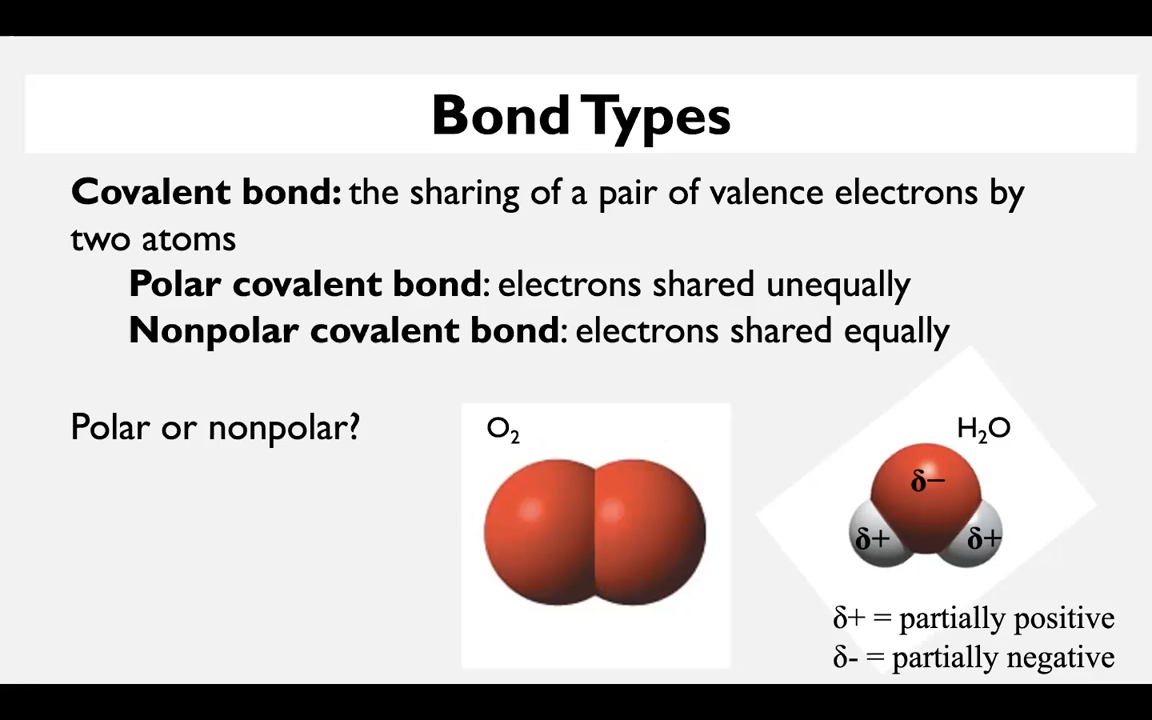 Bond Types
Covalent bond: the sharing of a pair of valence electrons by
two atoms
Polar covalent bond: electrons shared unequally
Nonpolar covalent bond: electrons shared equally
Polar or nonpolar?
O₂
H₂O
δ−
δ+
δ+
δ+ = partially positive
δ- = partially negative